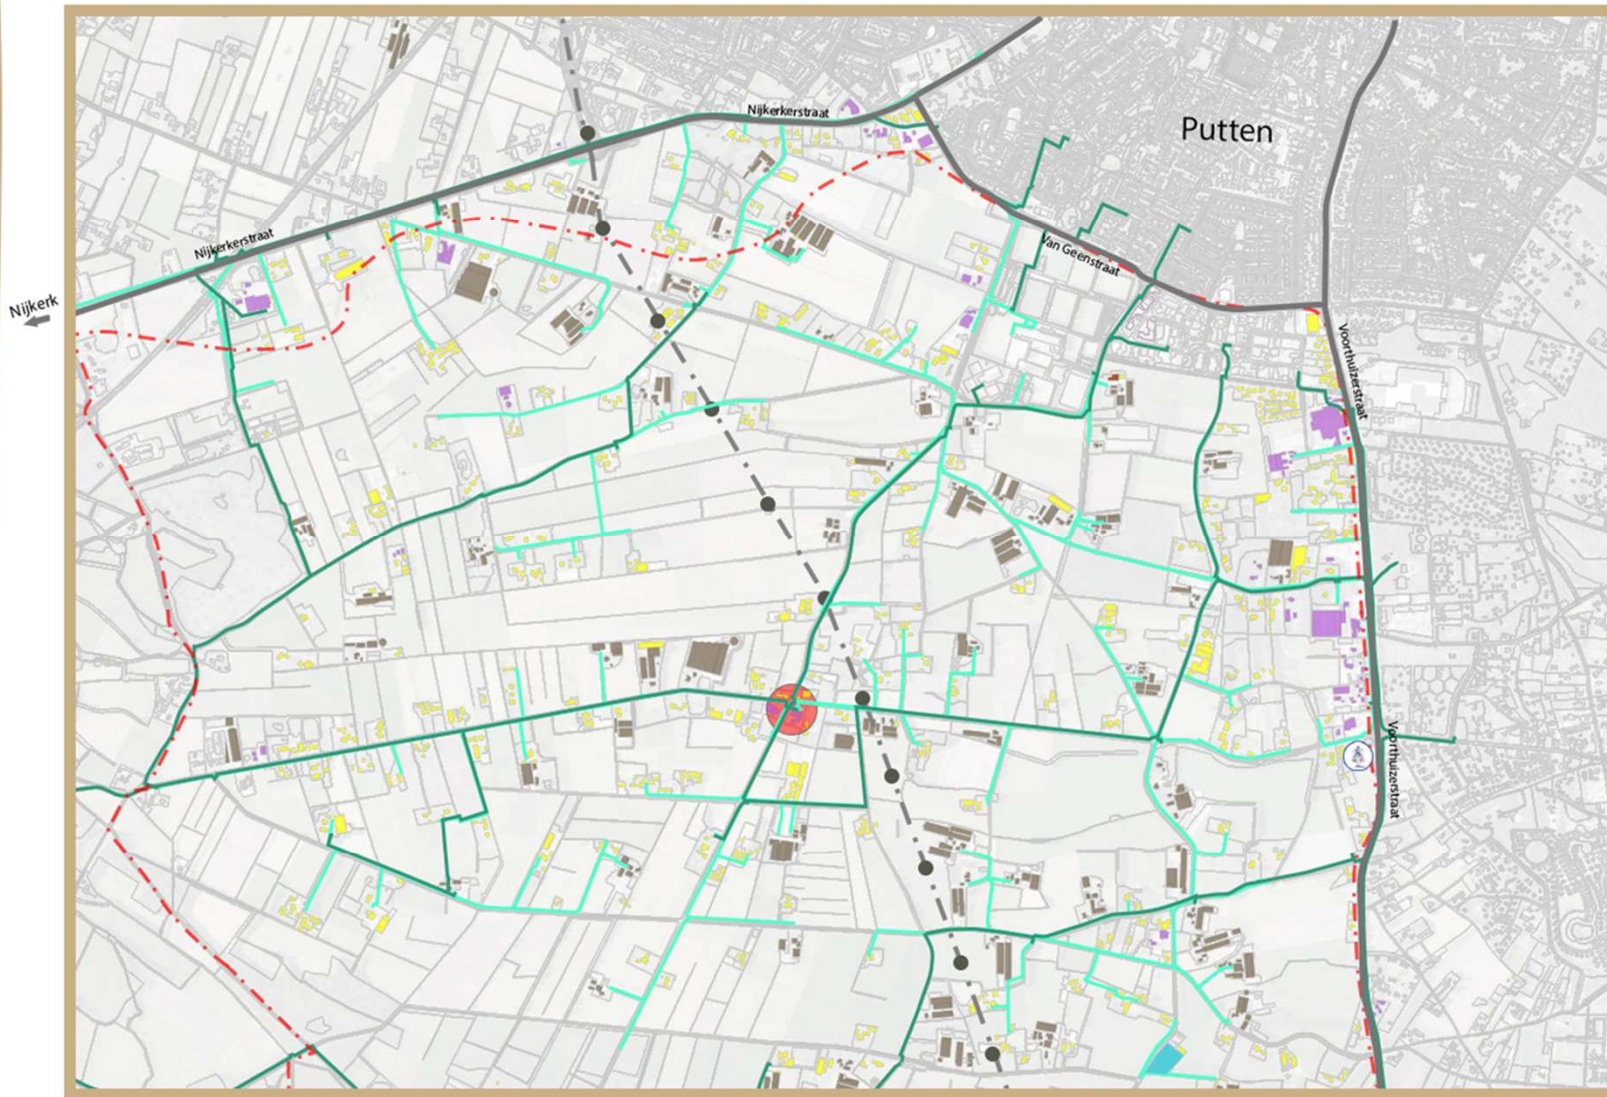 Nijkerkerstraat
Putten
Nijkerkerstraat
Van Geenstraat
Nijkerk
Voorthuizerstraat
Voorthuizerstraat